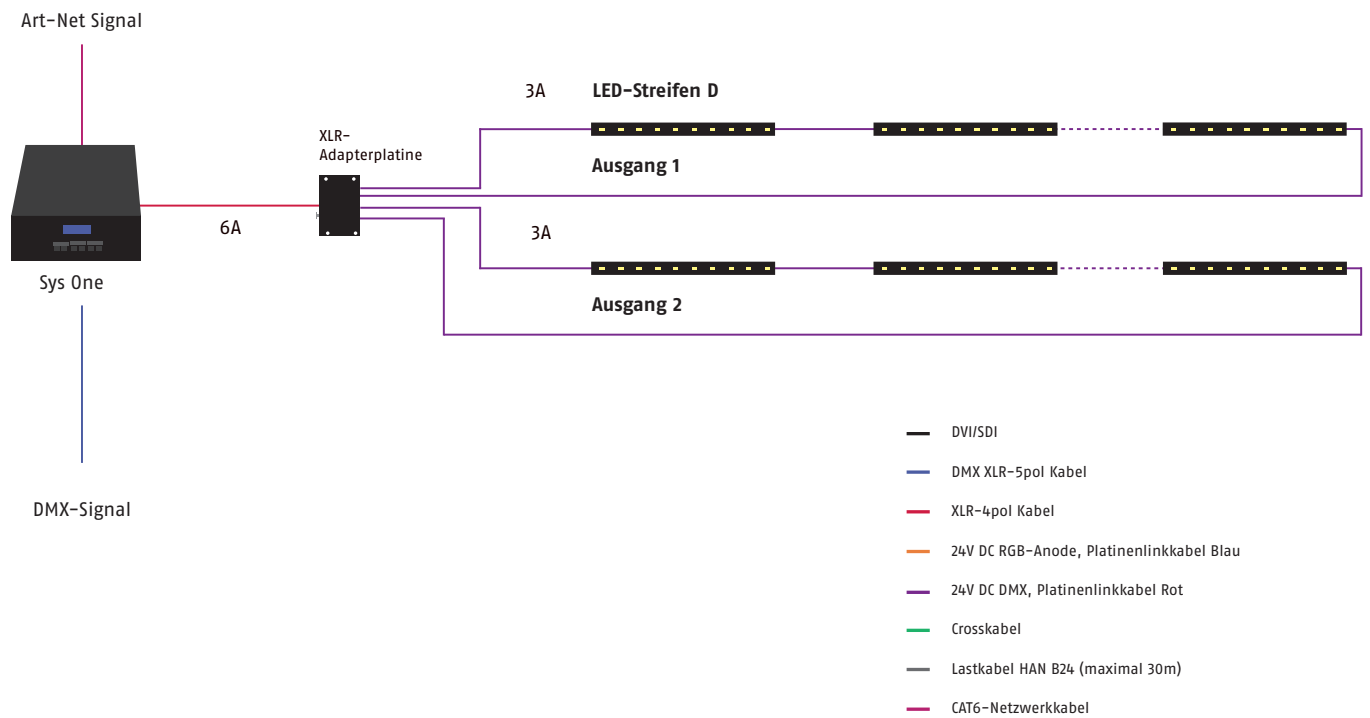 Art-Net Signal
3A
LED-Streifen D
XLR-
Adapterplatine
Ausgang 1
6A
3A
Sys One
Ausgang 2
DMX-Signal
DVI/SDI
DMX XLR-5pol Kabel
XLR-4pol Kabel
24V DC RGB-Anode, Platinenlinkkabel Blau
24V DC DMX, Platinenlinkkabel Rot
Crosskabel
Lastkabel HAN B24 (maximal 30m)
CAT6-Netzwerkkabel